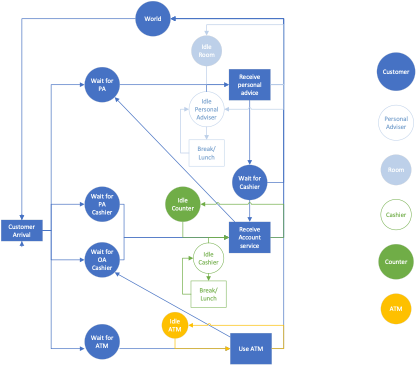 World
Idle
Room
Wait for
PA
Receive
personal
advice
Customer
Idle
Personal
Adviser
Personal
Adviser
Break/
Lunch
Room
Wait for
Cashier
Wait for
PA
Cashier
Idle
Counter
Cashier
Customer
Arrival
Receive
Account
service
Wait for
OA
Cashier
Idle
Cashier
Counter
Break/
Lunch
ATM
Idle
ATM
Wait for
ATM
Use ATM